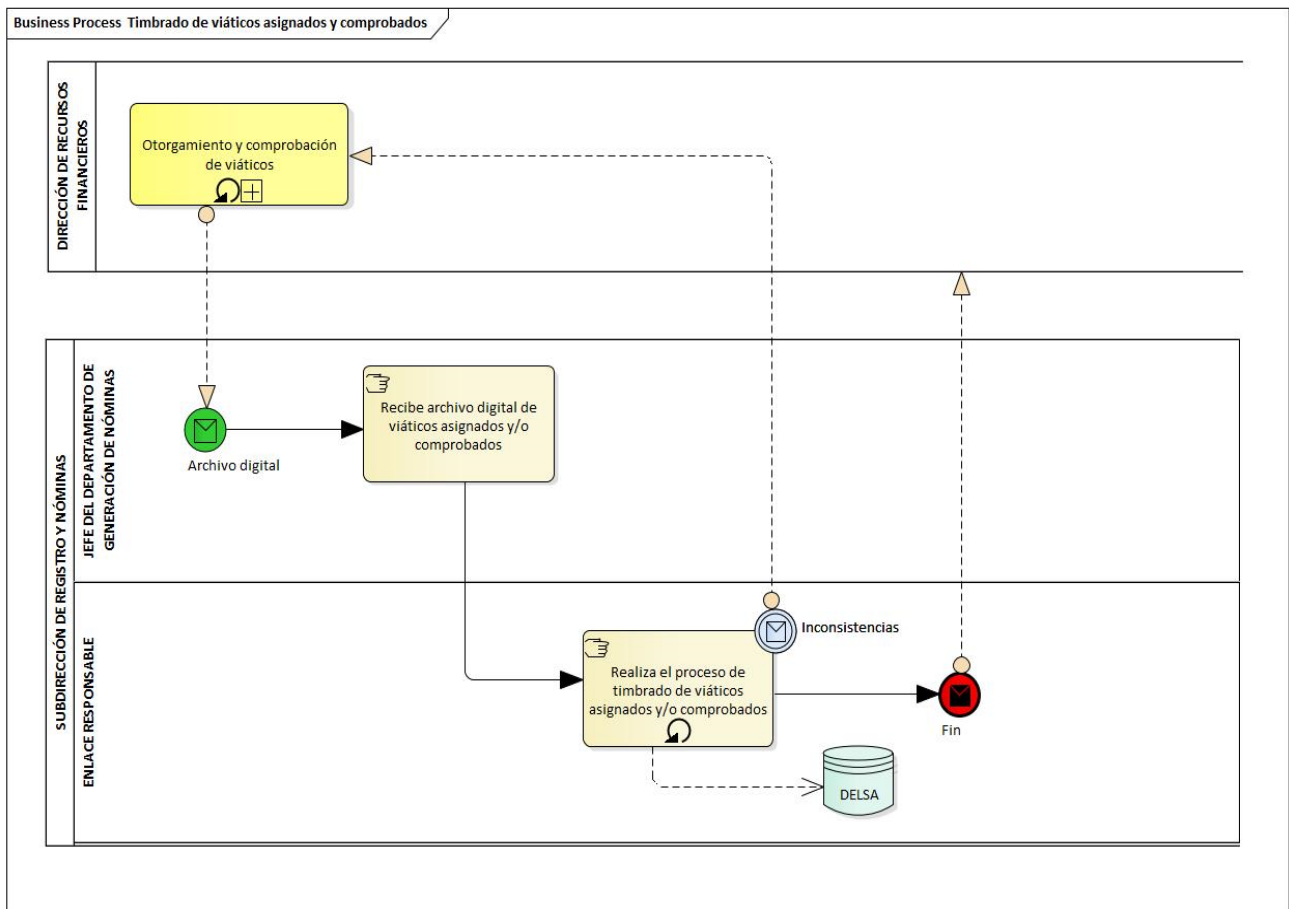 Business Process Timbrado de viáticos asignados y comprobados
DIRECCIÓN DE RECURSOS
FINANCIEROS
Otorgamiento y comprobación
de viáticos
SUBDIRECCIÓN DE REGISTRO Y NÓMINAS
JEFE DEL DEPARTAMENTO DE
GENERACIÓN DE NÓMINAS
Archivo digital
Recibe archivo digital de
viáticos asignados y/o
comprobados
ENLACE RESPONSABLE
Inconsistencias
Realiza el proceso de
timbrado de viáticos
asignados y/o comprobados
Fin
DELSA